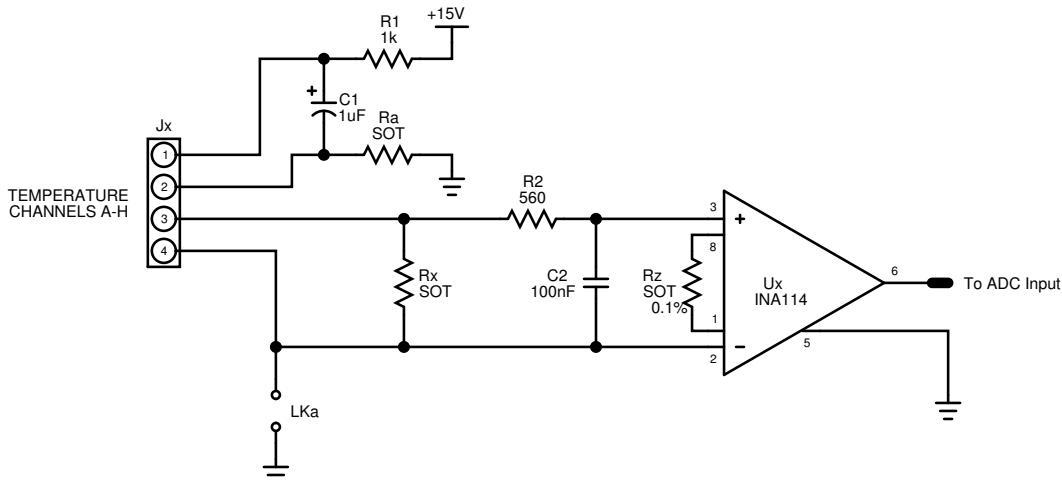 +15V
R1
1k
+
C1
1uF
Ra
SOT
Jx
1
2
3
4
TEMPERATURE
CHANNELS A-H
R2
560
Rx
SOT
C2
100nF
Rz
SOT
0.1%
3
+
8
1
−
2
Ux
INA114
6
5
To ADC Input
LKa